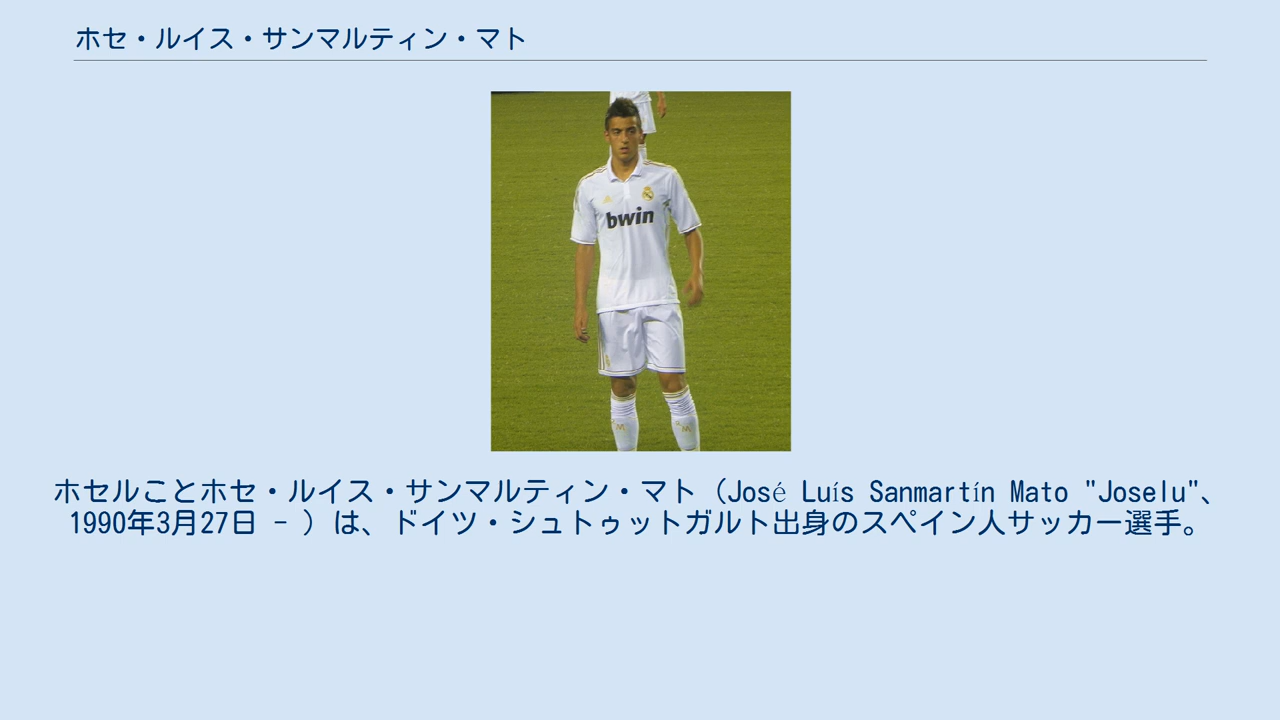 ホセ・ルイス・サンマルティン・マト
bwin
ホセルことホセ・ルイス・サンマルティン・マト（José Luís Sanmartín Mato "Joselu"、
1990年3月27日 - ）は、ドイツ・シュトゥットガルト出身のスペイン人サッカー選手。